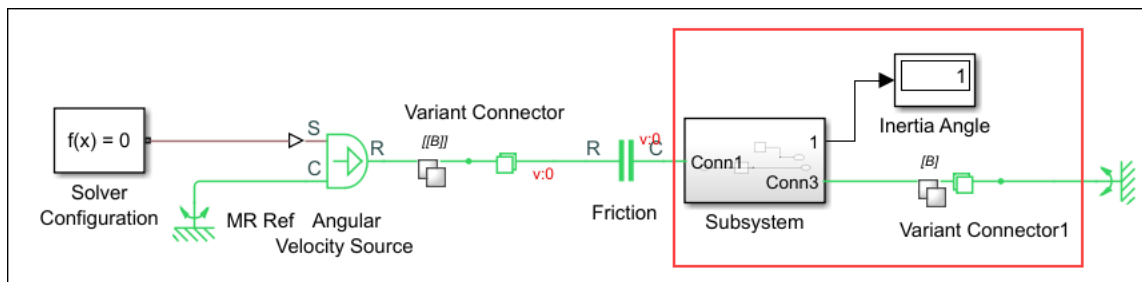 f(x) = 0
Solver
Configuration
S
C
R
MR Ref
Angular
Velocity Source
Variant Connector
[[B]]
v:0
R
v:0
C
Friction
Conn1
1
Conn3
Subsystem
1
Inertia Angle
[B]
Variant Connector1